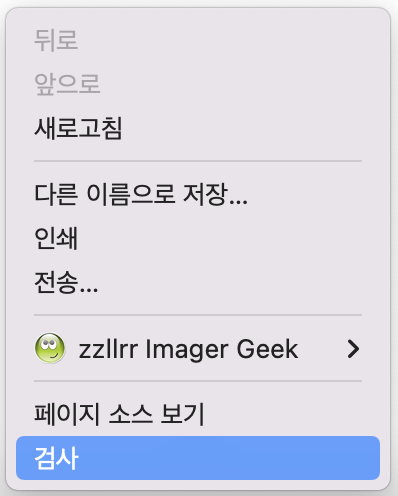 뒤로
앞으로
새로고침
다른 이름으로 저장...
인쇄
전송...
zzllrr Imager Geek
페이지 소스 보기
검사